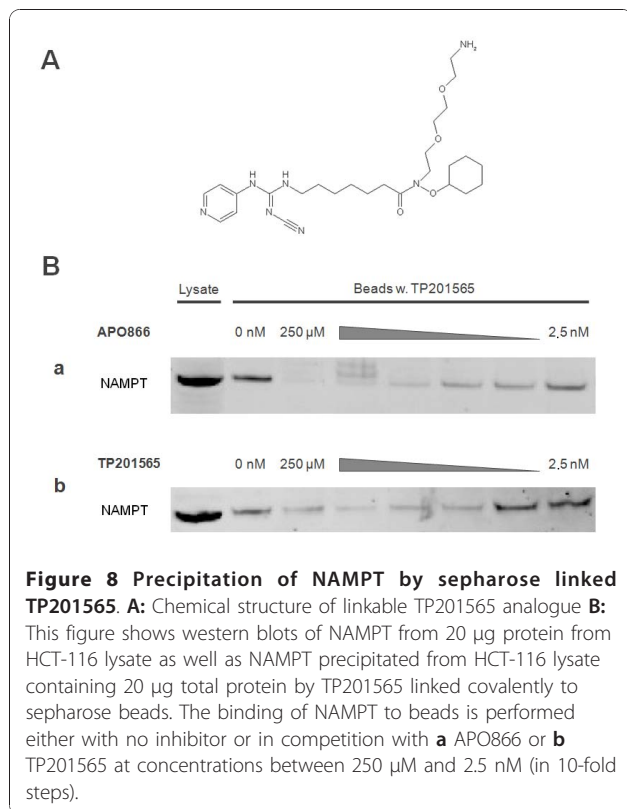 A
NH₂
O
O
H
N
H
N
N
O
O
N
N
N
B
Lysate
Beads w. TP201565
APO866
0 nM
250 µM
2.5 nM
a
NAMPT
TP201565
0 nM
250 µM
2.5 nM
b
NAMPT
Figure 8 Precipitation of NAMPT by sepharose linked
TP201565. A: Chemical structure of linkable TP201565 analogue B:
This figure shows western blots of NAMPT from 20 µg protein from
HCT-116 lysate as well as NAMPT precipitated from HCT-116 lysate
containing 20 µg total protein by TP201565 linked covalently to
sepharose beads. The binding of NAMPT to beads is performed
either with no inhibitor or in competition with a APO866 or b
TP201565 at concentrations between 250 µM and 2.5 nM (in 10-fold
steps).